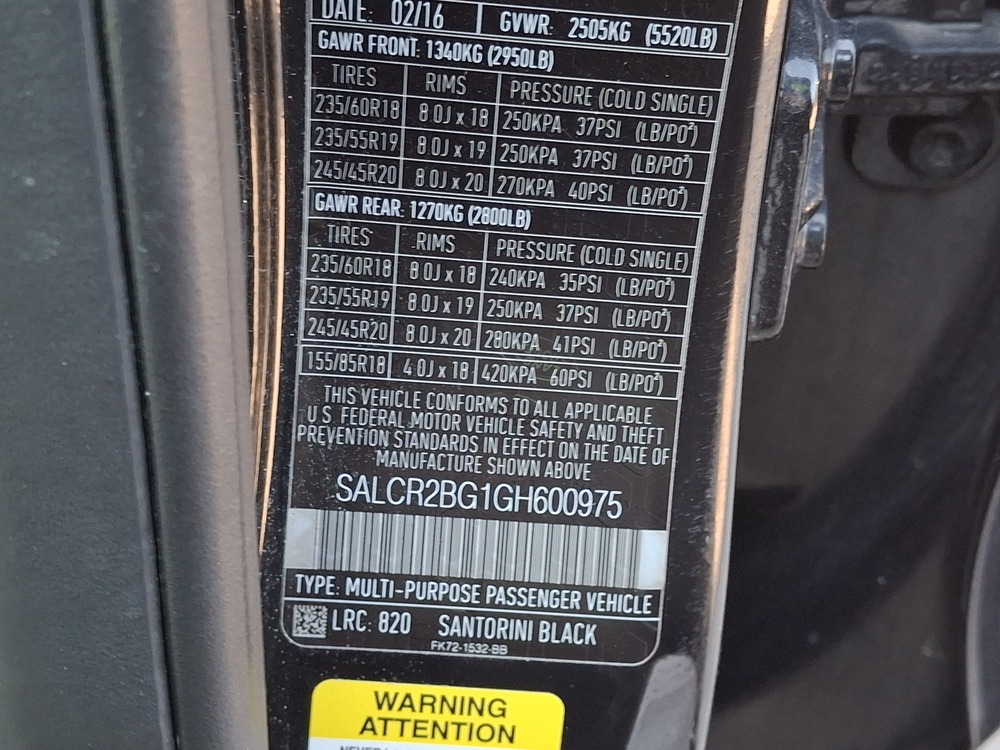 DATE: 02/16 GVWR: 2505KG (5520LB)
GAWR FRONT: 1340KG (2950LB)
TIRES RIMS PRESSURE (COLD SINGLE)
235/60R18 8.0J x 18 250KPA 37PSI (LB/PO²)
235/55R19 8.0J x 19 250KPA 37PSI (LB/PO²)
245/45R20 8.0J x 20 270KPA 40PSI (LB/PO²)
GAWR REAR: 1270KG (2800LB)
TIRES RIMS PRESSURE (COLD SINGLE)
235/60R18 8.0J x 18 240KPA 35PSI (LB/PO²)
235/55R19 8.0J x 19 250KPA 37PSI (LB/PO²)
245/45R20 8.0J x 20 280KPA 41PSI (LB/PO²)
155/85R18 4.0J x 18 420KPA 60PSI (LB/PO²)
THIS VEHICLE CONFORMS TO ALL APPLICABLE
U.S. FEDERAL MOTOR VEHICLE SAFETY AND THEFT
PREVENTION STANDARDS IN EFFECT ON THE DATE OF
MANUFACTURE SHOWN ABOVE
SALCR2BG1GH600975
TYPE: MULTI-PURPOSE PASSENGER VEHICLE
LRC: 820 SANTORINI BLACK
FK72-1532-BB
WARNING
ATTENTION